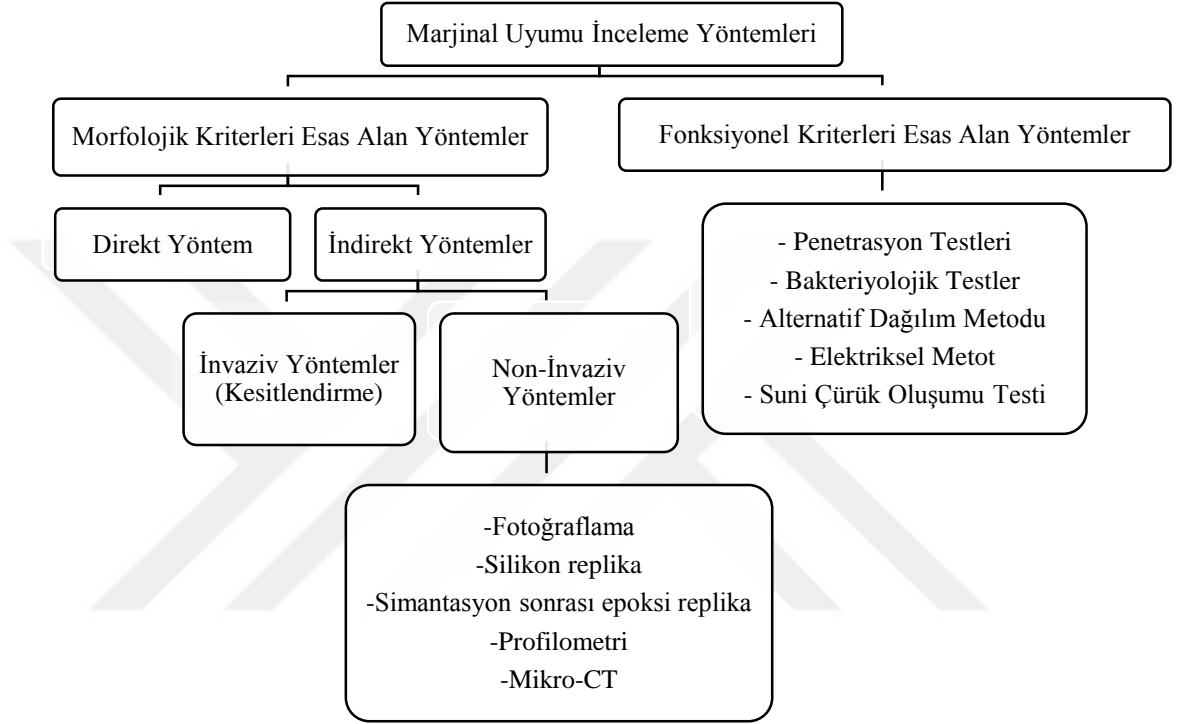 Marjinal Uyumu İnceleme Yöntemleri
Morfolojik Kriterleri Esas Alan Yöntemler
Fonksiyonel Kriterleri Esas Alan Yöntemler
Direkt Yöntem
İndirekt Yöntemler
İnvaziv Yöntemler
(Kesitlendirme)
Non-İnvaziv
Yöntemler
- Penetrasyon Testleri
- Bakteriyolojik Testler
- Alternatif Dağılım Metodu
- Elektriksel Metot
- Suni Çürük Oluşumu Testi
-Fotoğraflama
-Silikon replika
-Simantasyon sonrası epoksi replika
-Profilometri
-Mikro-CT